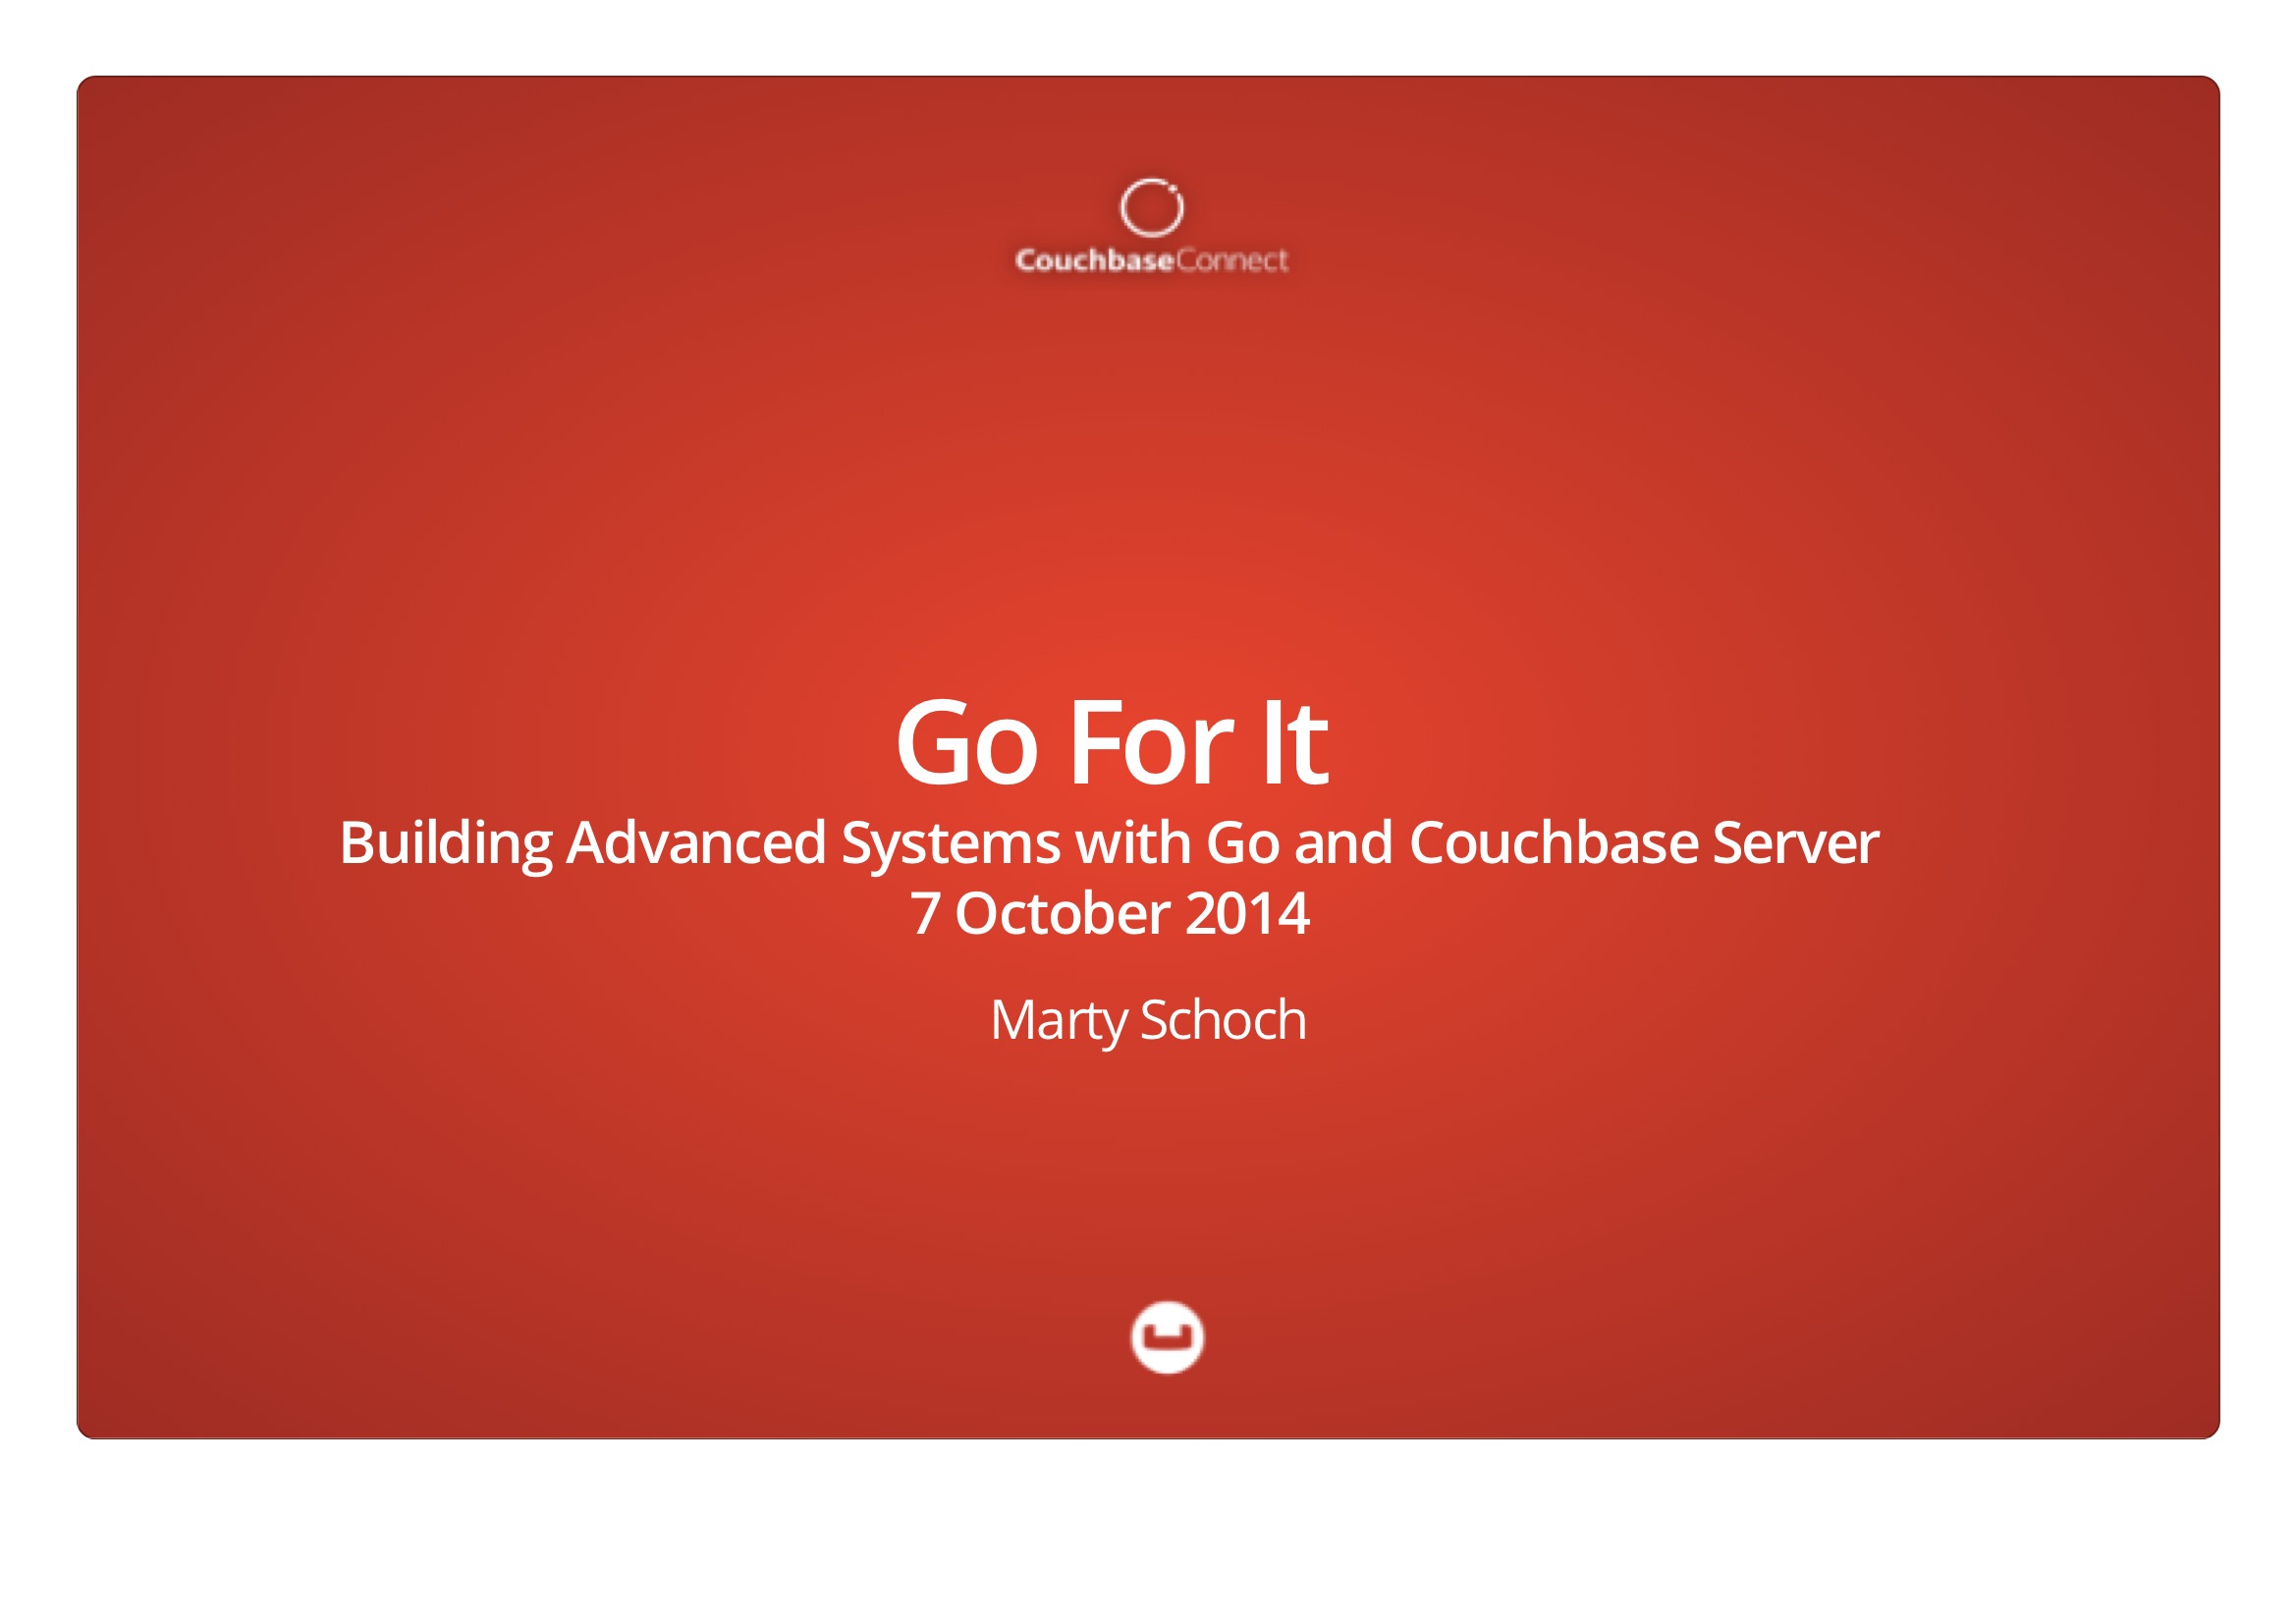 CouchbaseConnect
Go For It
Building Advanced Systems with Go and Couchbase Server
7 October 2014
Marty Schoch